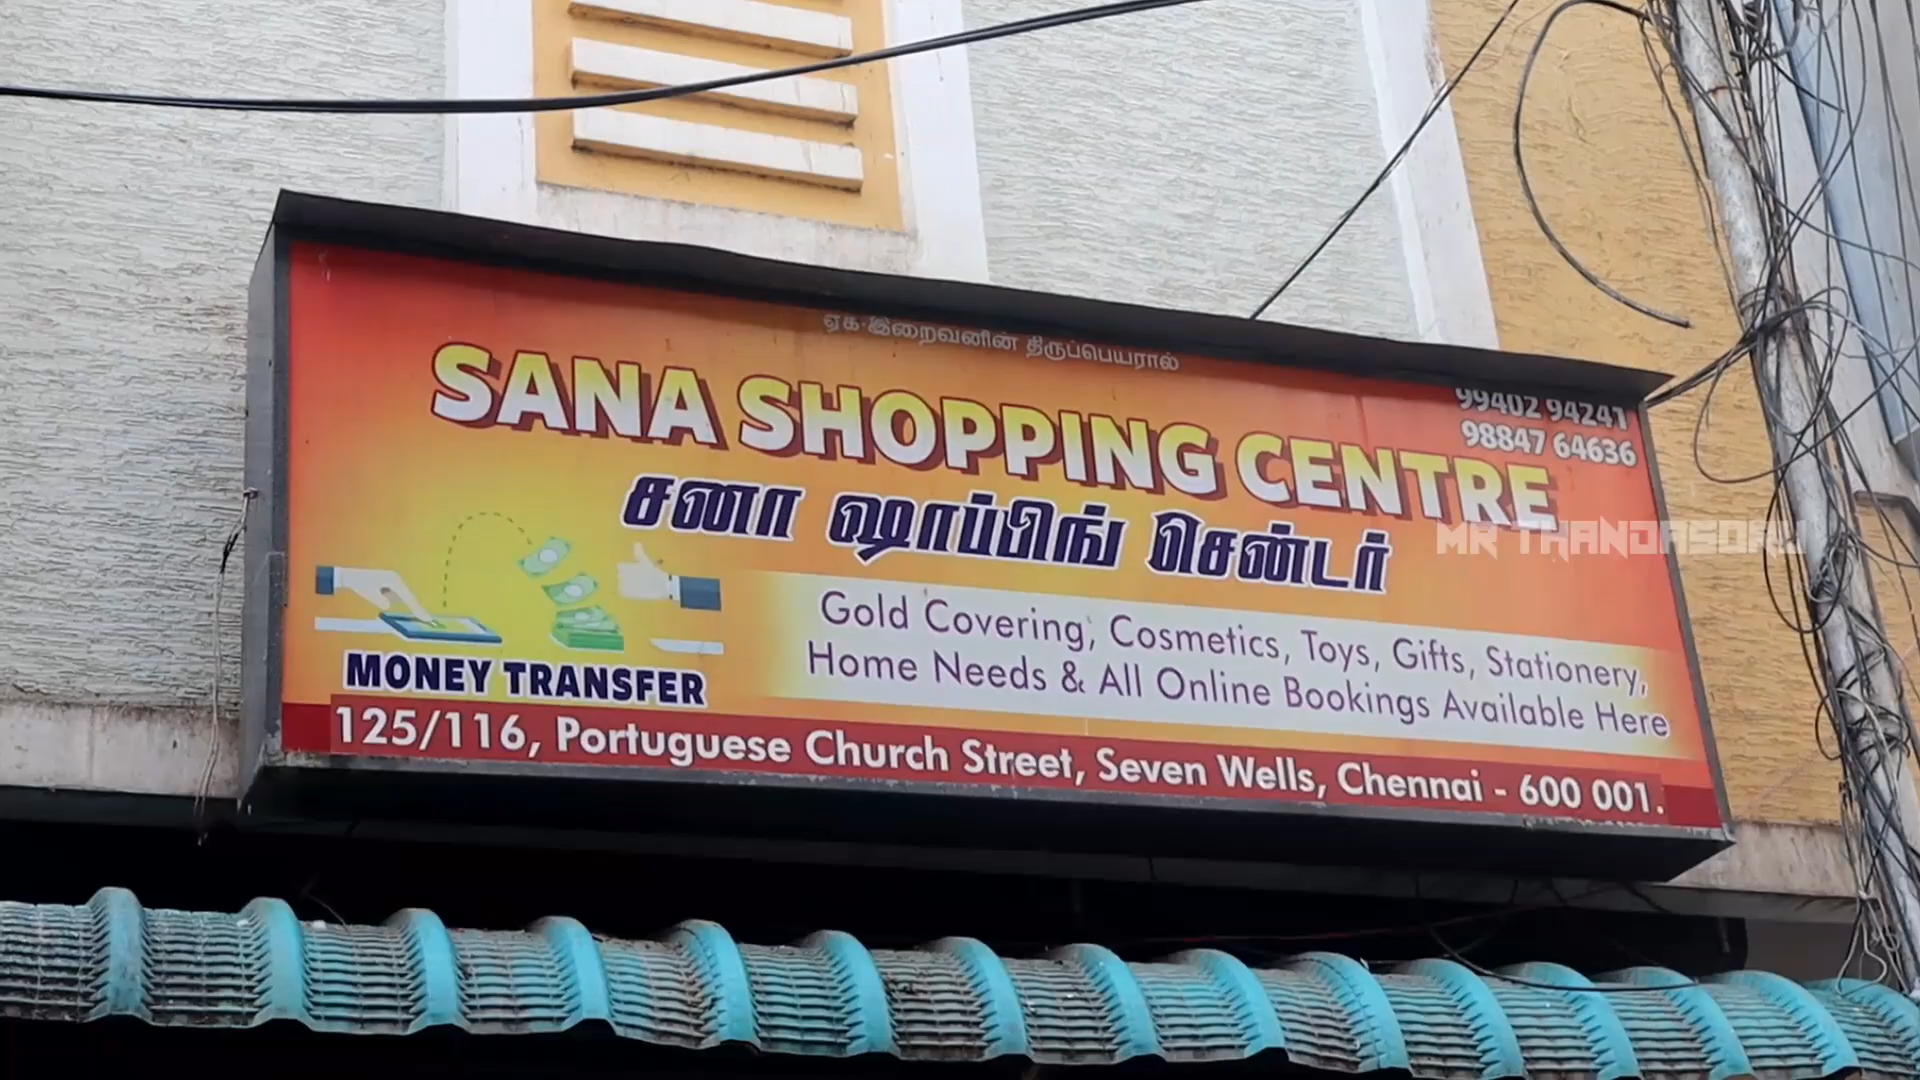 ஏக இறைவனின் திருப்பெயரால்
99402 94241
98847 64636
SANA SHOPPING CENTRE
சனா ஷாப்பிங் சென்டர்
Gold Covering, Cosmetics, Toys, Gifts, Stationery,
Home Needs & All Online Bookings Available Here
MONEY TRANSFER
125/116, Portuguese Church Street, Seven Wells, Chennai - 600 001.
MR THANDASORU